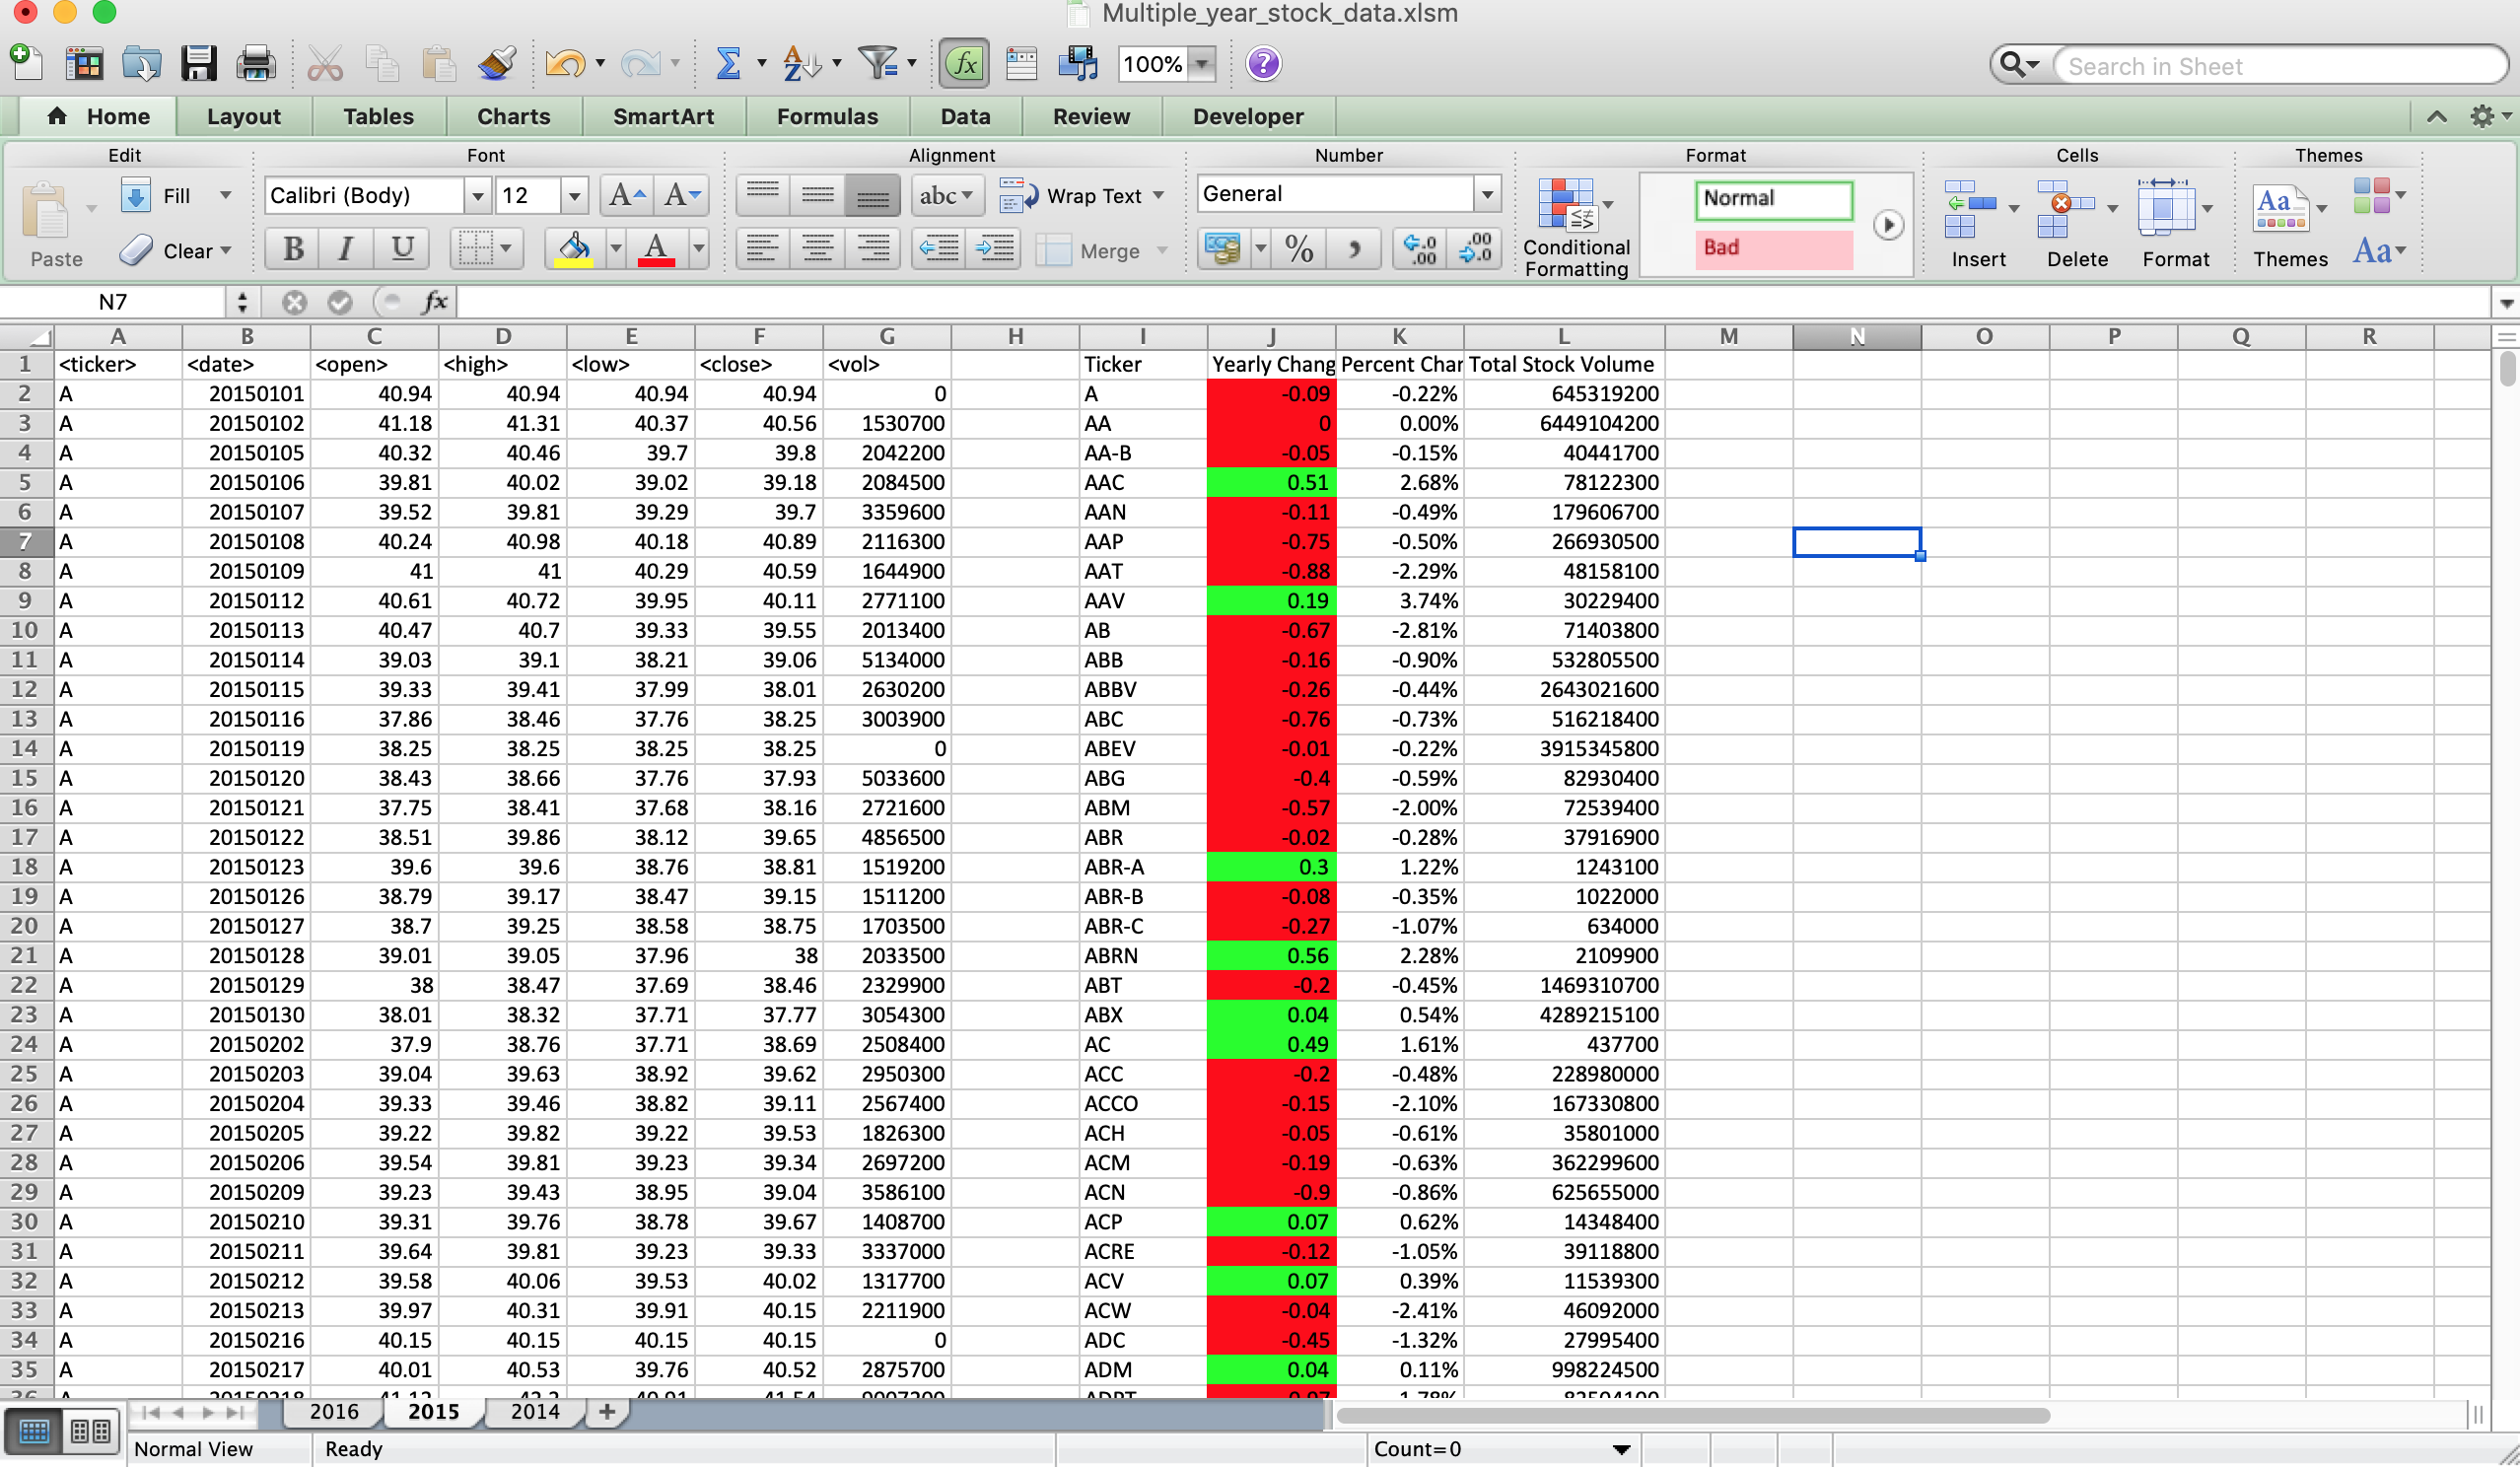 Multiple_year_stock_data.xlsm
100% Search in Sheet
Home Layout Tables Charts SmartArt Formulas Data Review Developer
Edit Font Alignment Number Format Cells Themes
Fill Calibri (Body) 12 abc Wrap Text General Normal
Paste Clear B I U A Merge % Conditional Formatting Bad Insert Delete Format Themes Aa
N7 fx
A B C D E F G H I J K L M N O P Q R
1 <ticker> <date> <open> <high> <low> <close> <vol> Ticker Yearly Chang Percent Char Total Stock Volume
2 A 20150101 40.94 40.94 40.94 40.94 0 A -0.09 -0.22% 645319200
3 A 20150102 41.18 41.31 40.37 40.56 1530700 AA 0 0.00% 6449104200
4 A 20150105 40.32 40.46 39.7 39.8 2042200 AA-B -0.05 -0.15% 40441700
5 A 20150106 39.81 40.02 39.02 39.18 2084500 AAC 0.51 2.68% 78122300
6 A 20150107 39.52 39.81 39.29 39.7 3359600 AAN -0.11 -0.49% 179606700
7 A 20150108 40.24 40.98 40.18 40.89 2116300 AAP -0.75 -0.50% 266930500
8 A 20150109 41 41 40.29 40.59 1644900 AAT -0.88 -2.29% 48158100
9 A 20150112 40.61 40.72 39.95 40.11 2771100 AAV 0.19 3.74% 30229400
10 A 20150113 40.47 40.7 39.33 39.55 2013400 AB -0.67 -2.81% 71403800
11 A 20150114 39.03 39.1 38.21 39.06 5134000 ABB -0.16 -0.90% 532805500
12 A 20150115 39.33 39.41 37.99 38.01 2630200 ABBV -0.26 -0.44% 2643021600
13 A 20150116 37.86 38.46 37.76 38.25 3003900 ABC -0.76 -0.73% 516218400
14 A 20150119 38.25 38.25 38.25 38.25 0 ABEV -0.01 -0.22% 3915345800
15 A 20150120 38.43 38.66 37.76 37.93 5033600 ABG -0.4 -0.59% 82930400
16 A 20150121 37.75 38.41 37.68 38.16 2721600 ABM -0.57 -2.00% 72539400
17 A 20150122 38.51 39.86 38.12 39.65 4856500 ABR -0.02 -0.28% 37916900
18 A 20150123 39.6 39.6 38.76 38.81 1519200 ABR-A 0.3 1.22% 1243100
19 A 20150126 38.79 39.17 38.47 39.15 1511200 ABR-B -0.08 -0.35% 1022000
20 A 20150127 38.7 39.25 38.58 38.75 1703500 ABR-C -0.27 -1.07% 634000
21 A 20150128 39.01 39.05 37.96 38 2033500 ABRN 0.56 2.28% 2109900
22 A 20150129 38 38.47 37.69 38.46 2329900 ABT -0.2 -0.45% 1469310700
23 A 20150130 38.01 38.32 37.71 37.77 3054300 ABX 0.04 0.54% 4289215100
24 A 20150202 37.9 38.76 37.71 38.69 2508400 AC 0.49 1.61% 437700
25 A 20150203 39.04 39.63 38.92 39.62 2950300 ACC -0.2 -0.48% 228980000
26 A 20150204 39.33 39.46 38.82 39.11 2567400 ACCO -0.15 -2.10% 167330800
27 A 20150205 39.22 39.82 39.22 39.53 1826300 ACH -0.05 -0.61% 35801000
28 A 20150206 39.54 39.81 39.23 39.34 2697200 ACM -0.19 -0.63% 362299600
29 A 20150209 39.23 39.43 38.95 39.04 3586100 ACN -0.9 -0.86% 625655000
30 A 20150210 39.31 39.76 38.78 39.67 1408700 ACP 0.07 0.62% 14348400
31 A 20150211 39.64 39.81 39.23 39.33 3337000 ACRE -0.12 -1.05% 39118800
32 A 20150212 39.58 40.06 39.53 40.02 1317700 ACV 0.07 0.39% 11539300
33 A 20150213 39.97 40.31 39.91 40.15 2211900 ACW -0.04 -2.41% 46092000
34 A 20150216 40.15 40.15 40.15 40.15 0 ADC -0.45 -1.32% 27995400
35 A 20150217 40.01 40.53 39.76 40.52 2875700 ADM 0.04 0.11% 998224500
2016 2015 2014
Normal View Ready Count=0